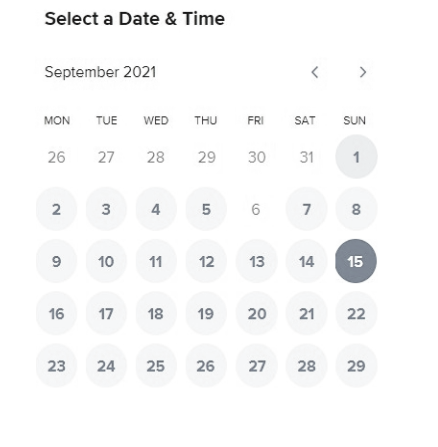 Select a Date & Time
September 2021
MON TUE WED THU FRI SAT SUN
26 27 28 29 30 31 1
2 3 4 5 6 7 8
9 10 11 12 13 14 15
16 17 18 19 20 21 22
23 24 25 26 27 28 29